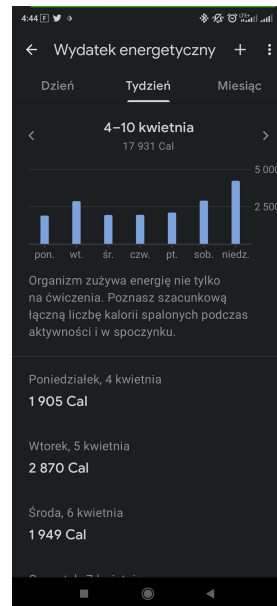 4:44
Wydatek energetyczny
Dzień Tydzień Miesiąc
4–10 kwietnia
17 931 Cal
5 000
2 500
pon. wt. śr. czw. pt. sob. niedz.
Organizm zużywa energię nie tylko
na ćwiczenia. Poznasz szacunkową
łączną liczbę kalorii spalonych podczas
aktywności i w spoczynku.
Poniedziałek, 4 kwietnia
1 905 Cal
Wtorek, 5 kwietnia
2 870 Cal
Środa, 6 kwietnia
1 949 Cal